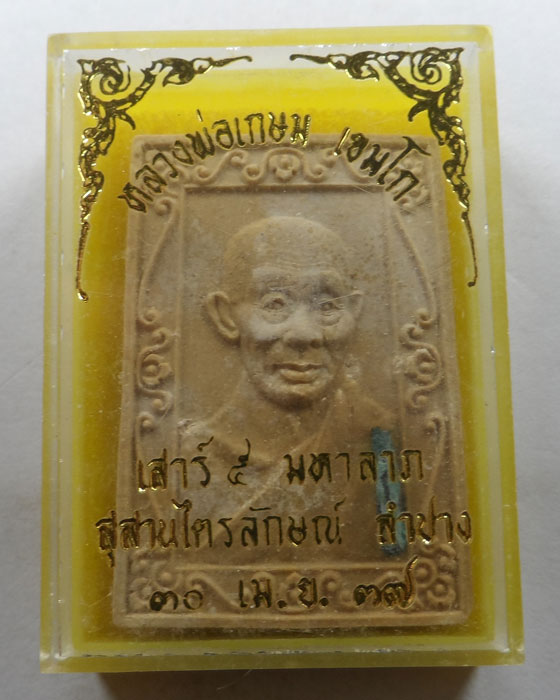 หลวงพ่อเกษม เขมโก
เสาร์ ๕ มหาลาภ
สุสานไตรลักษณ์ ลำปาง
๓๐ เม.ย. ๓๗